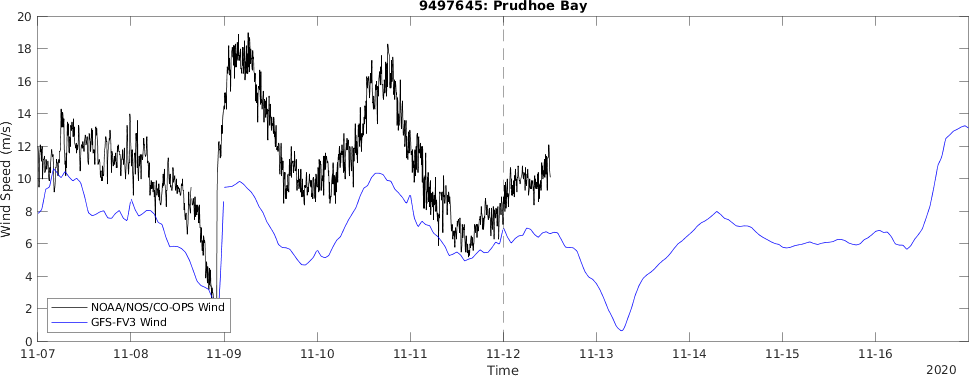 9497645: Prudhoe Bay
Wind Speed (m/s)
20
18
16
14
12
10
8
6
4
2
0
NOAA/NOS/CO-OPS Wind
GFS-FV3 Wind
11-07 11-08 11-09 11-10 11-11 11-12 11-13 11-14 11-15 11-16
Time
2020